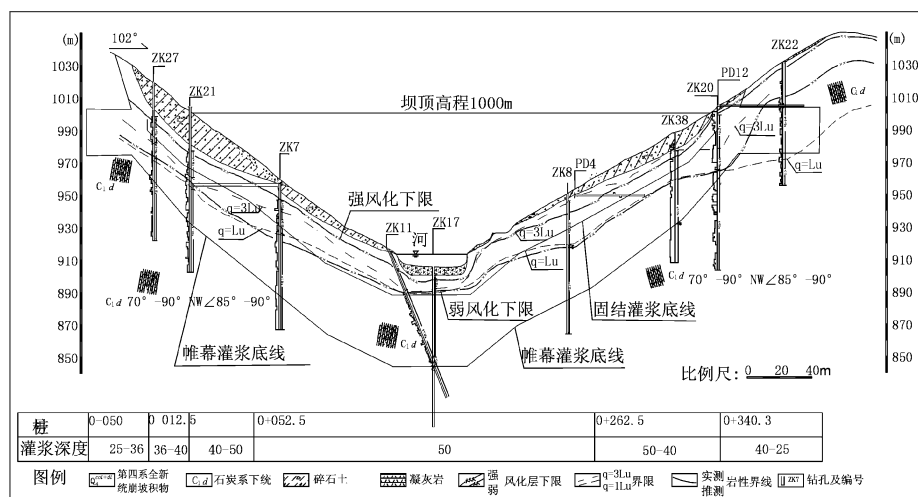 (m)
102°
1030
1010
990
970
950
930
910
890
870
850
(m)
1030
1010
990
970
950
930
910
890
870
850
ZK27
ZK21
ZK7
ZK11
ZK17
河
ZK8
PD4
ZK38
ZK20
PD12
ZK22
坝顶高程1000m
q=3Lu
q=Lu
强风化下限
q=3Lu
q=Lu
q=3Lu
q=Lu
C₁d
C₁d
C₁d 70°-90° NW∠85°-90°
C₁d
C₁d 70°-90° NW∠85°-90°
弱风化下限
固结灌浆底线
帷幕灌浆底线
帷幕灌浆底线
比例尺: 0 20 40m
桩号 0-050 0 012.5 0+052.5 0+262.5 0+340.3
灌浆深度 25-36 36-40 40-50 50 50-40 40-25
图例 第四系全新统崩坡积物 C₁d 石炭系下统 碎石土 凝灰岩 强弱 风化层下限 q=3Lu q=1Lu 界限 实测推测 岩性界线 ZK7 钻孔及编号